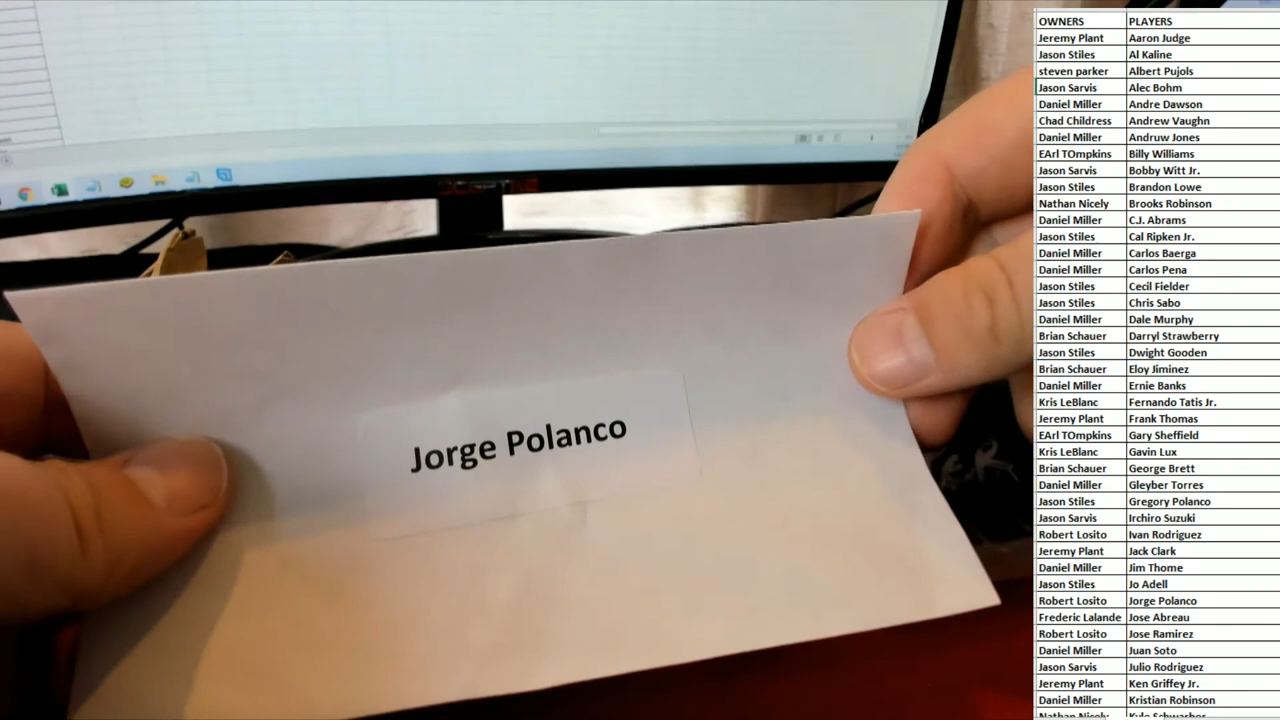 Jorge Polanco
OWNERS PLAYERS
Jeremy Plant Aaron Judge
Jason Stiles Al Kaline
steven parker Albert Pujols
Jason Sarvis Alec Bohm
Daniel Miller Andre Dawson
Chad Childress Andrew Vaughn
Daniel Miller Andruw Jones
EArl TOmpkins Billy Williams
Jason Sarvis Bobby Witt Jr.
Jason Stiles Brandon Lowe
Nathan Nicely Brooks Robinson
Daniel Miller C.J. Abrams
Jason Stiles Cal Ripken Jr.
Daniel Miller Carlos Baerga
Daniel Miller Carlos Pena
Jason Stiles Cecil Fielder
Jason Stiles Chris Sabo
Daniel Miller Dale Murphy
Brian Schauer Darryl Strawberry
Jason Stiles Dwight Gooden
Brian Schauer Eloy Jiminez
Daniel Miller Ernie Banks
Kris LeBlanc Fernando Tatis Jr.
Jeremy Plant Frank Thomas
EArl TOmpkins Gary Sheffield
Kris LeBlanc Gavin Lux
Brian Schauer George Brett
Daniel Miller Gleyber Torres
Jason Stiles Gregory Polanco
Jason Sarvis Irchiro Suzuki
Robert Losito Ivan Rodriguez
Jeremy Plant Jack Clark
Daniel Miller Jim Thome
Jason Stiles Jo Adell
Robert Losito Jorge Polanco
Frederic Lalande Jose Abreau
Robert Losito Jose Ramirez
Daniel Miller Juan Soto
Jason Sarvis Julio Rodriguez
Jeremy Plant Ken Griffey Jr.
Daniel Miller Kristian Robinson
Nathan Nicely Kyle Schwarber